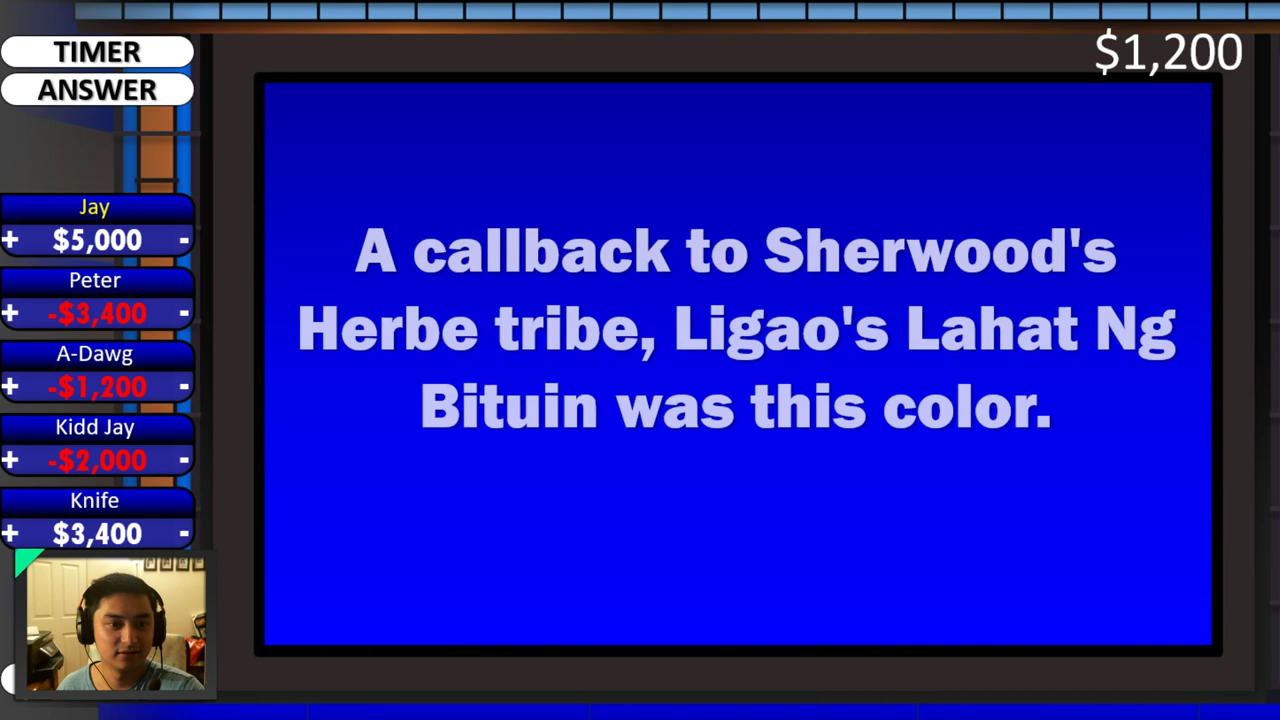 $1,200
TIMER
ANSWER
Jay
+ $5,000 -
Peter
+ -$3,400 -
A-Dawg
+ -$1,200 -
Kidd Jay
+ -$2,000 -
Knife
+ $3,400 -
A callback to Sherwood's
Herbe tribe, Ligao's Lahat Ng
Bituin was this color.